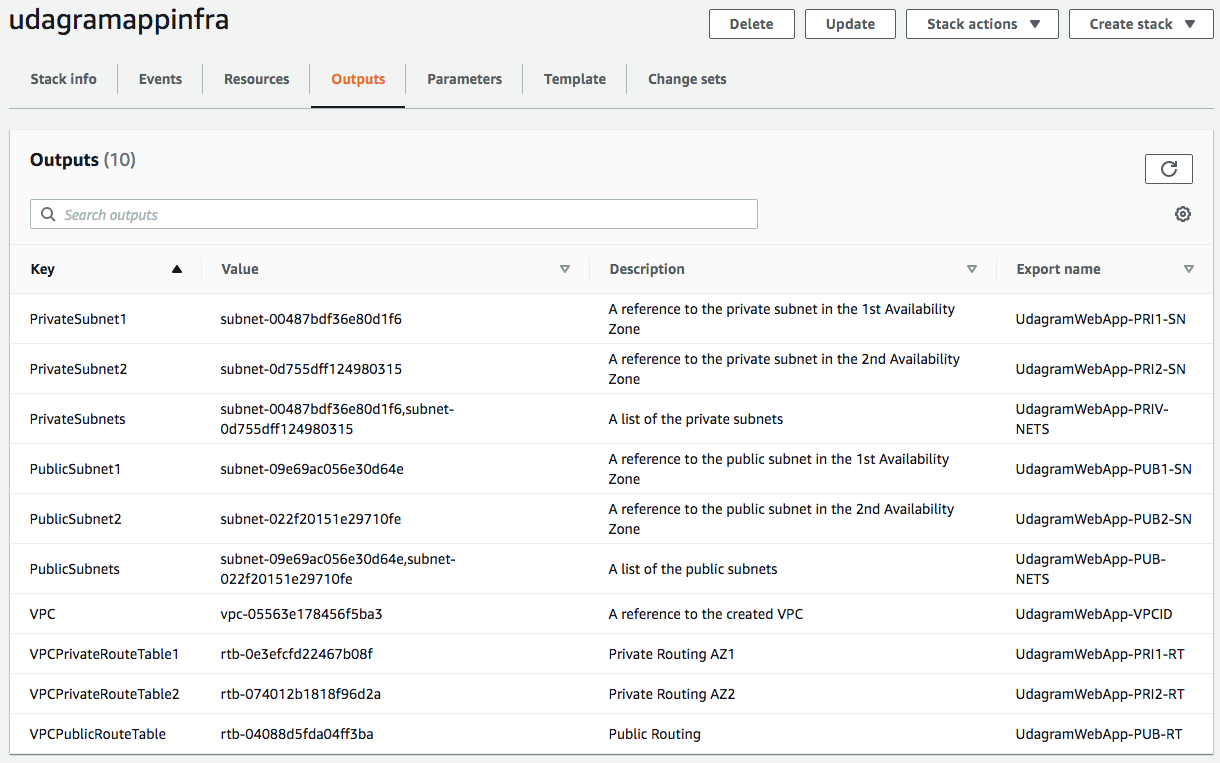 udagramappinfra
Delete
Update
Stack actions
Create stack
Stack info
Events
Resources
Outputs
Parameters
Template
Change sets
Outputs (10)
Search outputs
Key
Value
Description
Export name
PrivateSubnet1
subnet-00487bdf36e80d1f6
A reference to the private subnet in the 1st Availability
Zone
UdagramWebApp-PRI1-SN
PrivateSubnet2
subnet-0d755dff124980315
A reference to the private subnet in the 2nd Availability
Zone
UdagramWebApp-PRI2-SN
PrivateSubnets
subnet-00487bdf36e80d1f6,subnet-
0d755dff124980315
A list of the private subnets
UdagramWebApp-PRIV-
NETS
PublicSubnet1
subnet-09e69ac056e30d64e
A reference to the public subnet in the 1st Availability
Zone
UdagramWebApp-PUB1-SN
PublicSubnet2
subnet-022f20151e29710fe
A reference to the public subnet in the 2nd Availability
Zone
UdagramWebApp-PUB2-SN
PublicSubnets
subnet-09e69ac056e30d64e,subnet-
022f20151e29710fe
A list of the public subnets
UdagramWebApp-PUB-
NETS
VPC
vpc-05563e178456f5ba3
A reference to the created VPC
UdagramWebApp-VPCID
VPCPrivateRouteTable1
rtb-0e3efcfd22467b08f
Private Routing AZ1
UdagramWebApp-PRI1-RT
VPCPrivateRouteTable2
rtb-074012b1818f96d2a
Private Routing AZ2
UdagramWebApp-PRI2-RT
VPCPublicRouteTable
rtb-04088d5fda04ff3ba
Public Routing
UdagramWebApp-PUB-RT